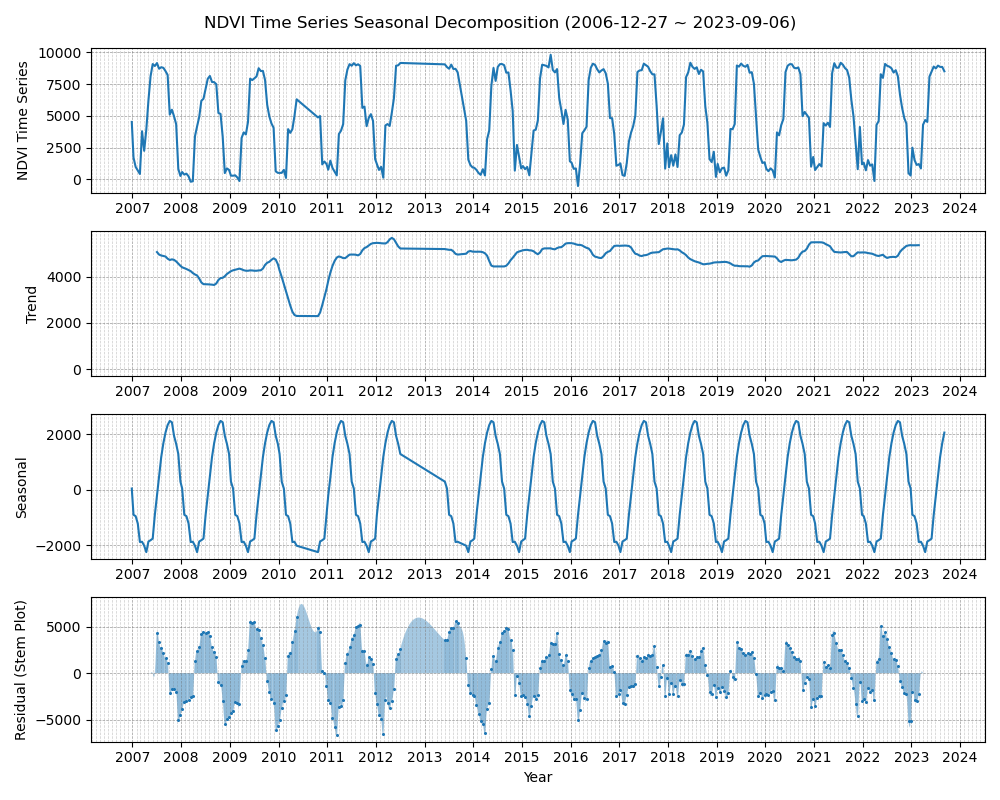 NDVI Time Series Seasonal Decomposition (2006-12-27 ~ 2023-09-06)
NDVI Time Series
10000
7500
5000
2500
0
2007 2008 2009 2010 2011 2012 2013 2014 2015 2016 2017 2018 2019 2020 2021 2022 2023 2024
Trend
4000
2000
0
2007 2008 2009 2010 2011 2012 2013 2014 2015 2016 2017 2018 2019 2020 2021 2022 2023 2024
Seasonal
2000
0
−2000
2007 2008 2009 2010 2011 2012 2013 2014 2015 2016 2017 2018 2019 2020 2021 2022 2023 2024
Residual (Stem Plot)
5000
0
−5000
2007 2008 2009 2010 2011 2012 2013 2014 2015 2016 2017 2018 2019 2020 2021 2022 2023 2024
Year